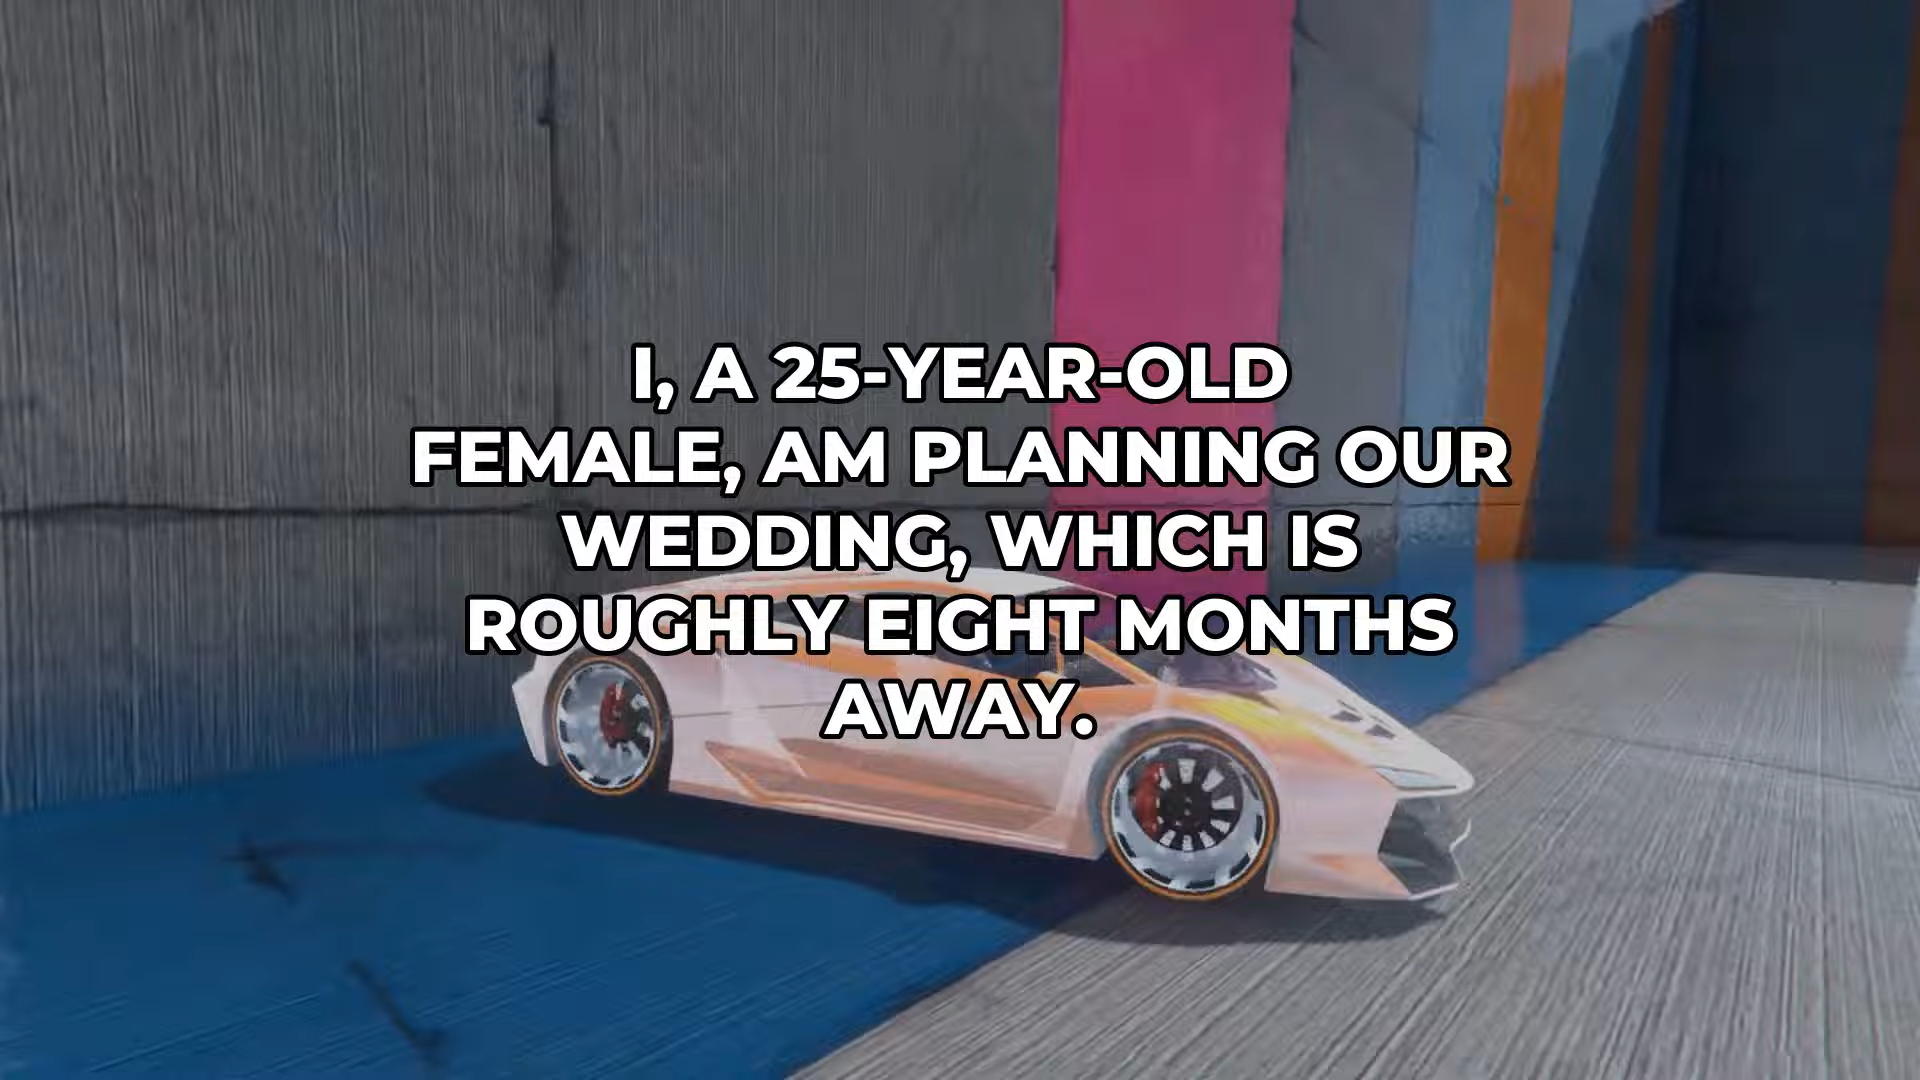 I, A 25-YEAR-OLD
FEMALE, AM PLANNING OUR
WEDDING, WHICH IS
ROUGHLY EIGHT MONTHS
AWAY.